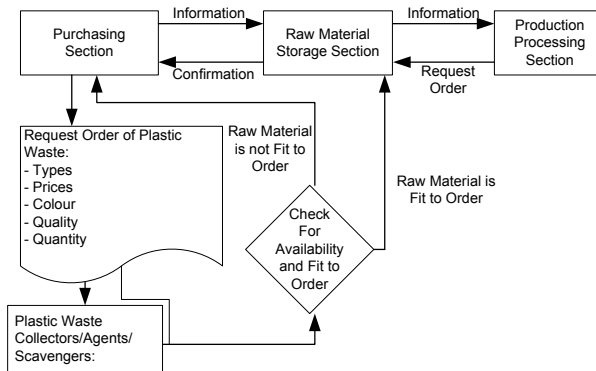 Information
Information
Purchasing
Section
Raw Material
Storage Section
Production
Processing
Section
Confirmation
Request
Order
Request Order of Plastic
Waste:
- Types
- Prices
- Colour
- Quality
- Quantity
Raw Material
is not Fit to
Order
Raw Material is
Fit to Order
Check
For
Availability
and Fit to
Order
Plastic Waste
Collectors/Agents/
Scavengers: